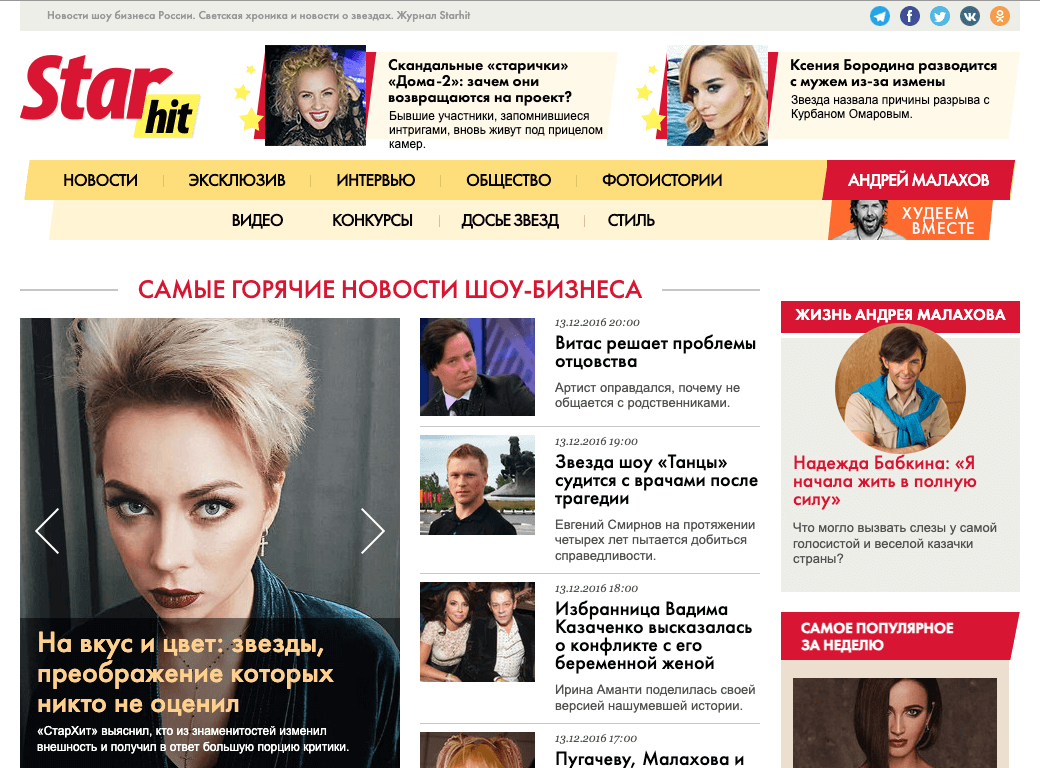 Новости шоу бизнеса России. Светская хроника и новости о звездах. Журнал Starhit
Star
hit
Скандальные «старички»
«Дома-2»: зачем они
возвращаются на проект?
Бывшие участники, запомнившиеся
интригами, вновь живут под прицелом
камер.
Ксения Бородина разводится
с мужем из-за измены
Звезда назвала причины разрыва с
Курбаном Омаровым.
НОВОСТИ
ЭКСКЛЮЗИВ
ИНТЕРВЬЮ
ОБЩЕСТВО
ФОТОИСТОРИИ
АНДРЕЙ МАЛАХОВ
ВИДЕО
КОНКУРСЫ
ДОСЬЕ ЗВЕЗД
СТИЛЬ
ХУДЕЕМ
ВМЕСТЕ
САМЫЕ ГОРЯЧИЕ НОВОСТИ ШОУ-БИЗНЕСА
На вкус и цвет: звезды,
преображение которых
никто не оценил
«СтарХит» выяснил, кто из знаменитостей изменил
внешность и получил в ответ большую порцию критики.
13.12.2016 20:00
Витас решает проблемы
отцовства
Артист оправдался, почему не
общается с родственниками.
13.12.2016 19:00
Звезда шоу «Танцы»
судится с врачами после
трагедии
Евгений Смирнов на протяжении
четырех лет пытается добиться
справедливости.
13.12.2016 18:00
Избранница Вадима
Казаченко высказалась
о конфликте с его
беременной женой
Ирина Аманти поделилась своей
версией нашумевшей истории.
13.12.2016 17:00
Пугачеву, Малахова и
ЖИЗНЬ АНДРЕЯ МАЛАХОВА
Надежда Бабкина: «Я
начала жить в полную
силу»
Что могло вызвать слезы у самой
голосистой и веселой казачки
страны?
САМОЕ ПОПУЛЯРНОЕ
ЗА НЕДЕЛЮ